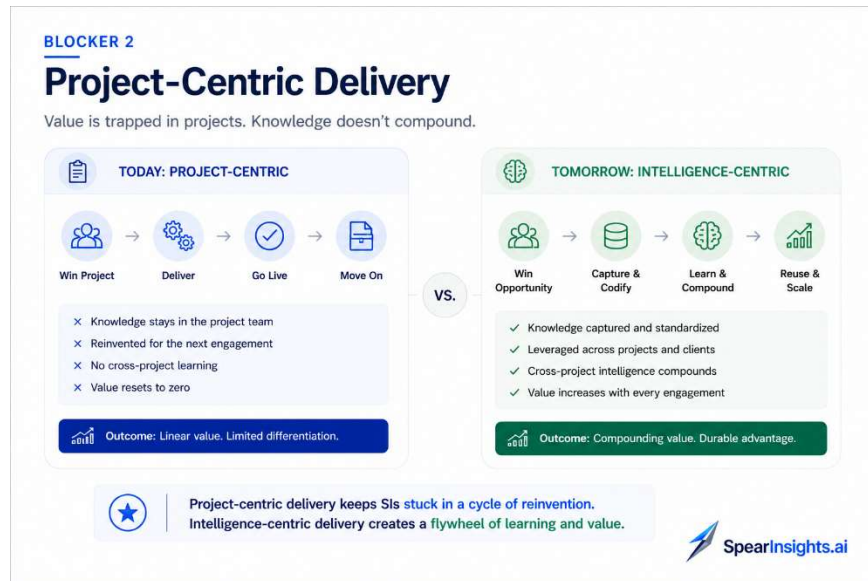 BLOCKER 2
Project-Centric Delivery
Value is trapped in projects. Knowledge doesn’t compound.
TODAY: PROJECT-CENTRIC
Win Project
Deliver
Go Live
Move On
Knowledge stays in the project team
Reinvented for the next engagement
No cross-project learning
Value resets to zero
Outcome: Linear value. Limited differentiation.
VS.
TOMORROW: INTELLIGENCE-CENTRIC
Win
Opportunity
Capture &
Codify
Learn &
Compound
Reuse &
Scale
Knowledge captured and standardized
Leveraged across projects and clients
Cross-project intelligence compounds
Value increases with every engagement
Outcome: Compounding value. Durable advantage.
Project-centric delivery keeps SIs stuck in a cycle of reinvention.
Intelligence-centric delivery creates a flywheel of learning and value.
SpearInsights.ai